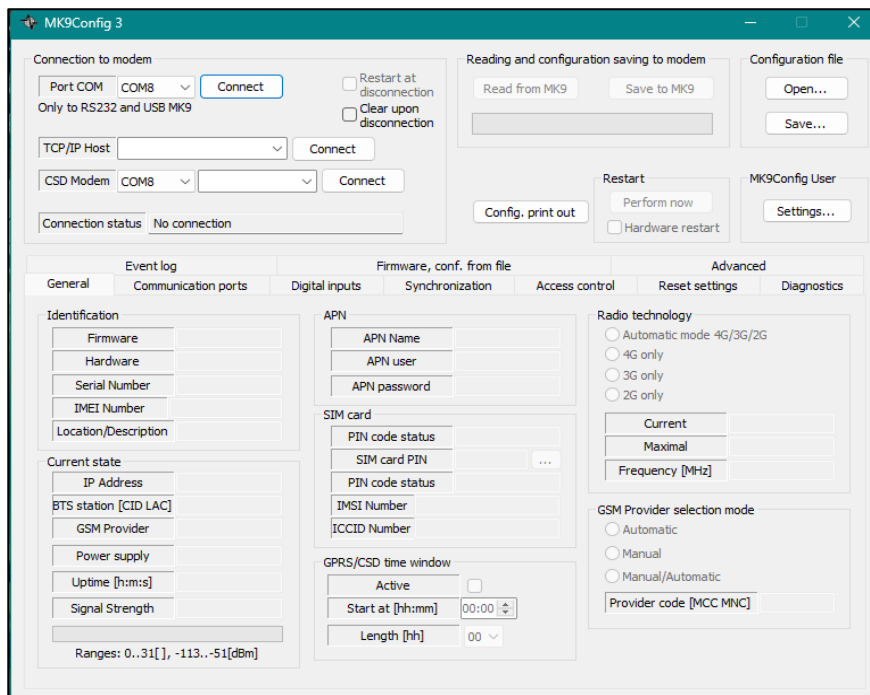 MK9Config 3
Connection to modem
Port COM COM8 Connect
Only to RS232 and USB MK9
Restart at
disconnection
Clear upon
disconnection
TCP/IP Host Connect
CSD Modem COM8 Connect
Connection status No connection
Reading and configuration saving to modem
Read from MK9 Save to MK9
Configuration file
Open...
Save...
Config. print out
Restart
Perform now
Hardware restart
MK9Config User
Settings...
Event log Firmware, conf. from file Advanced
General Communication ports Digital inputs Synchronization Access control Reset settings Diagnostics
Identification
Firmware
Hardware
Serial Number
IMEI Number
Location/Description
Current state
IP Address
BTS station [CID LAC]
GSM Provider
Power supply
Uptime [h:m:s]
Signal Strength
Ranges: 0..31[ ], -113..-51[dBm]
APN
APN Name
APN user
APN password
SIM card
PIN code status
SIM card PIN ...
PIN code status
IMSI Number
ICCID Number
GPRS/CSD time window
Active
Start at [hh:mm] 00:00
Length [hh] 00
Radio technology
Automatic mode 4G/3G/2G
4G only
3G only
2G only
Current
Maximal
Frequency [MHz]
GSM Provider selection mode
Automatic
Manual
Manual/Automatic
Provider code [MCC MNC]